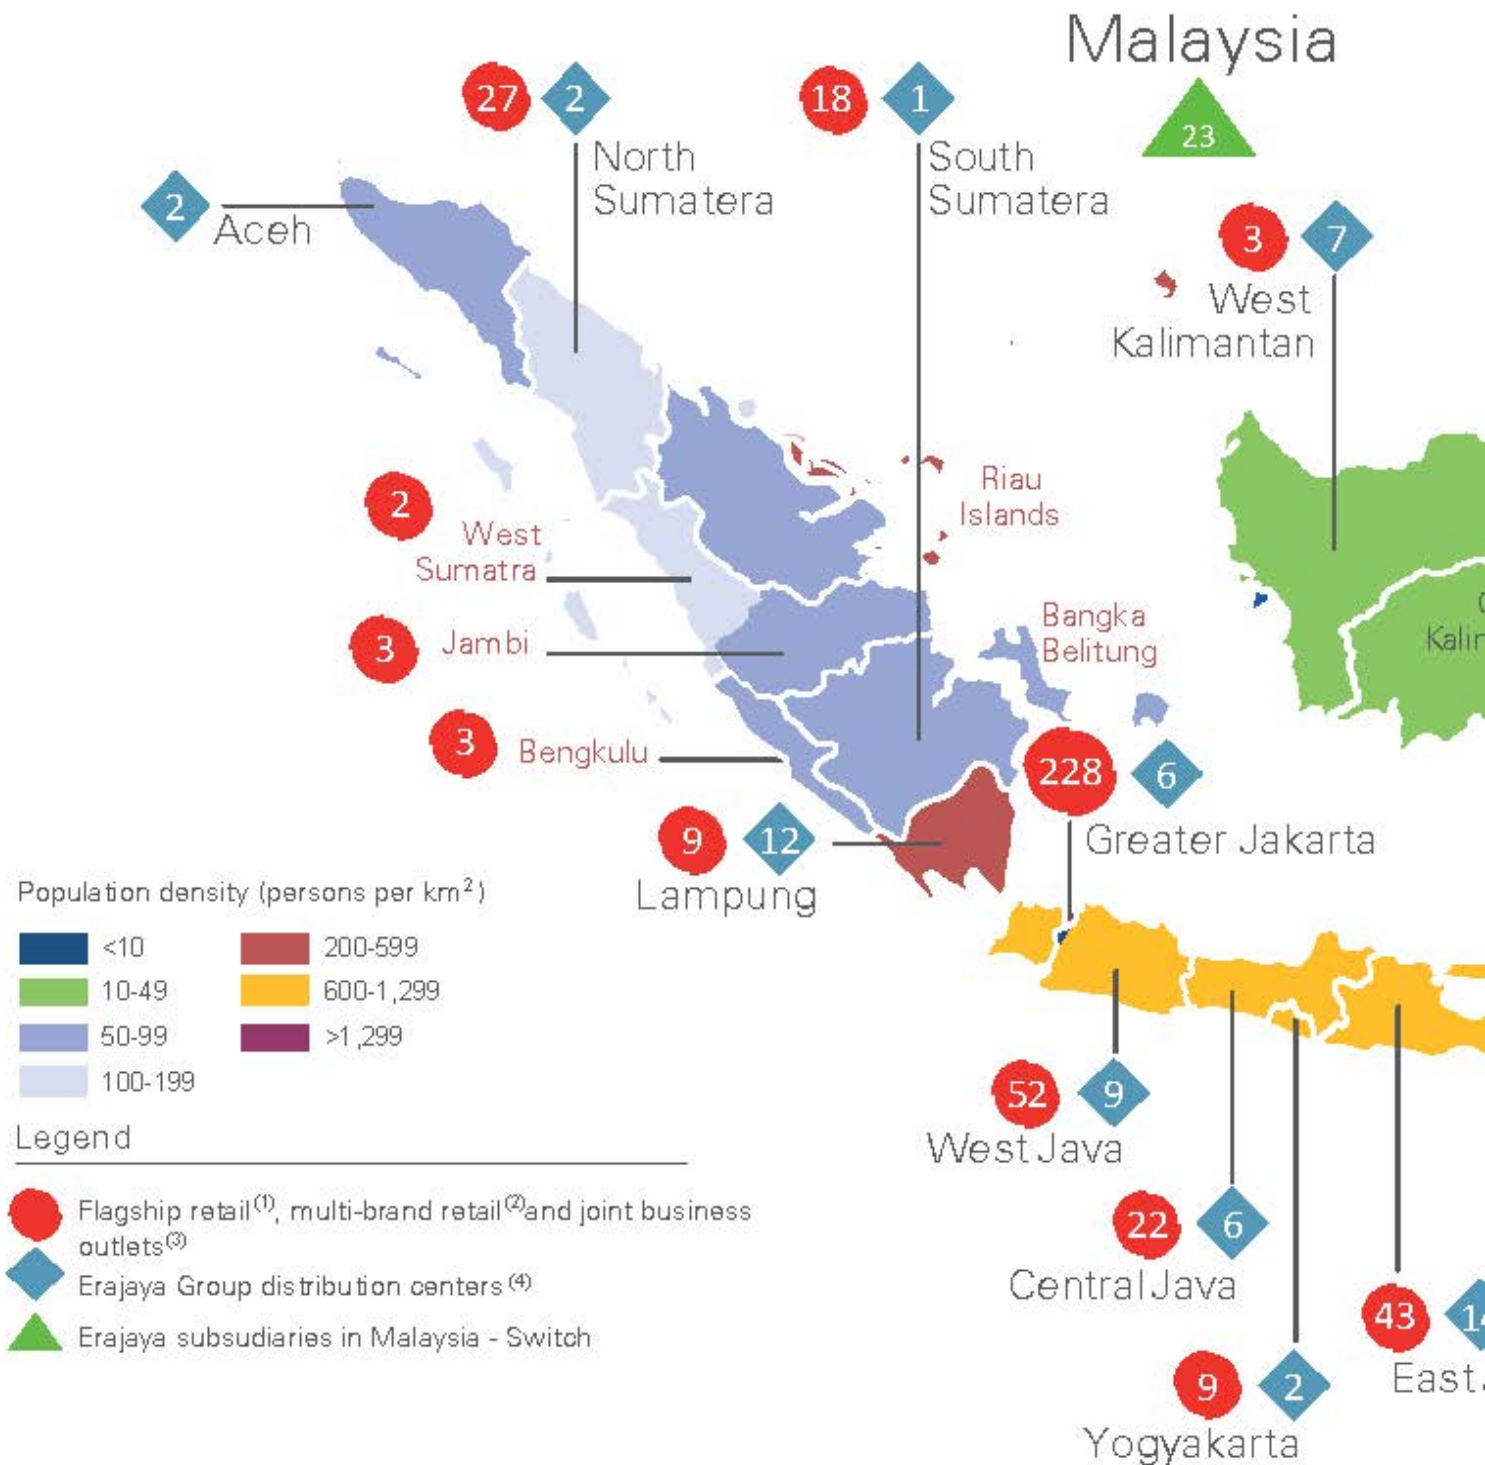 Malaysia
23
27 2
North
Sumatera
18 1
South
Sumatera
2
Aceh
3 7
West
Kalimantan
2
West
Sumatra
Riau
Islands
3
Jambi
Bangka
Belitung
Kalir
3
Bengkulu
228 6
Greater Jakarta
9 12
Lampung
Population density (persons per km²)
<10
10-49
50-99
100-199
200-599
600-1,299
>1,299
52 9
West Java
22 6
Central Java
43 14
East
9 2
Yogyakarta
Legend
Flagship retail(1), multi-brand retail(2)and joint business
outlets(3)
Erajaya Group distribution centers(4)
Erajaya subsudiaries in Malaysia - Switch